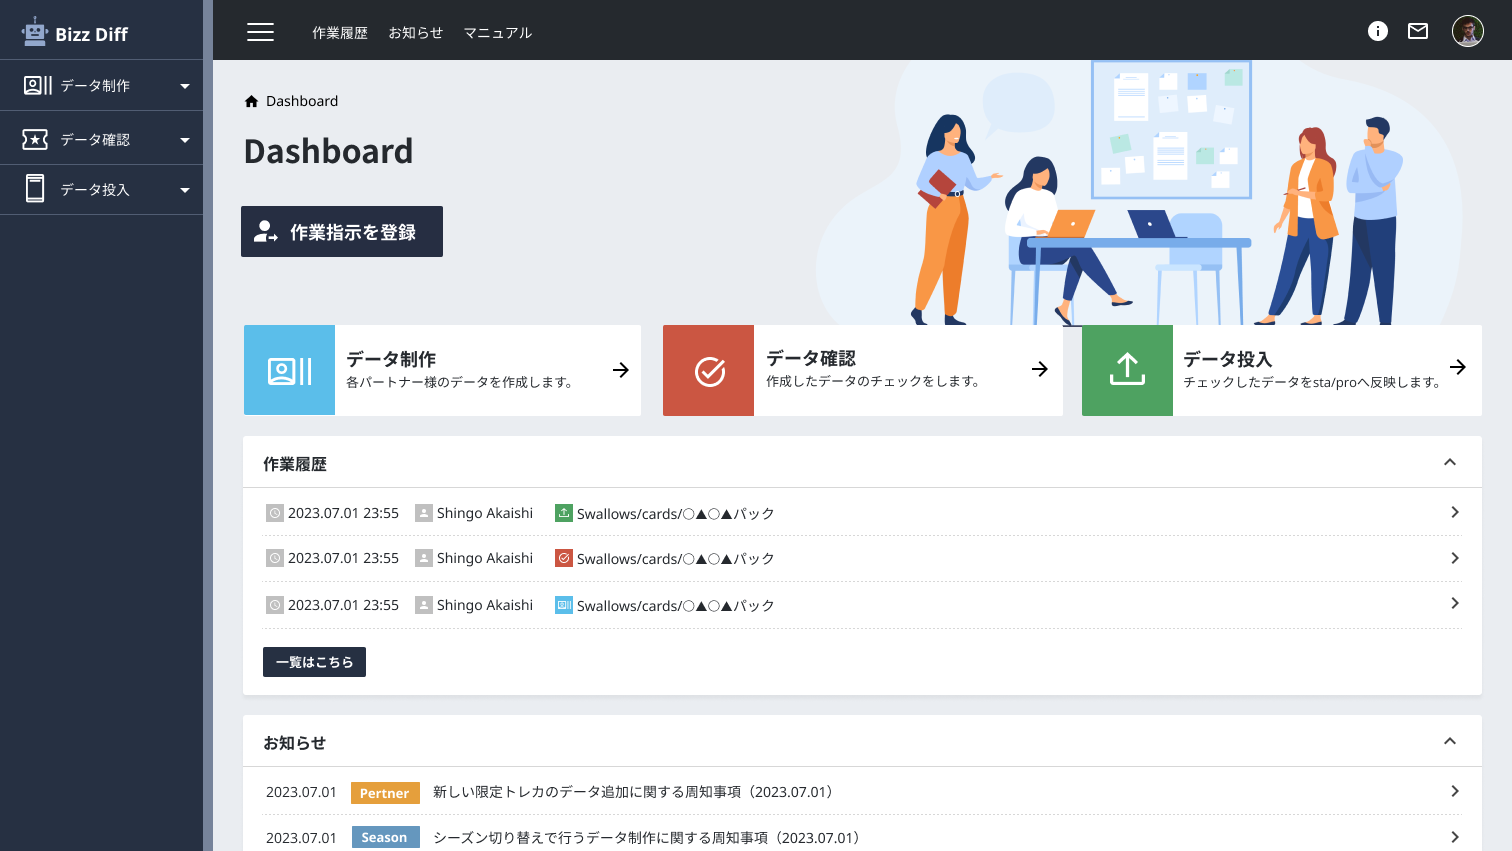 Bizz Diff
作業履歴 お知らせ マニュアル
データ制作
データ確認
データ投入
Dashboard
Dashboard
作業指示を登録
データ制作
各パートナー様のデータを作成します。
データ確認
作成したデータのチェックをします。
データ投入
チェックしたデータをsta/proへ反映します。
作業履歴
2023.07.01 23:55 Shingo Akaishi Swallows/cards/○▲○▲パック
2023.07.01 23:55 Shingo Akaishi Swallows/cards/○▲○▲パック
2023.07.01 23:55 Shingo Akaishi Swallows/cards/○▲○▲パック
一覧はこちら
お知らせ
2023.07.01 Pertner 新しい限定トレカのデータ追加に関する周知事項（2023.07.01）
2023.07.01 Season シーズン切り替えで行うデータ制作に関する周知事項（2023.07.01）